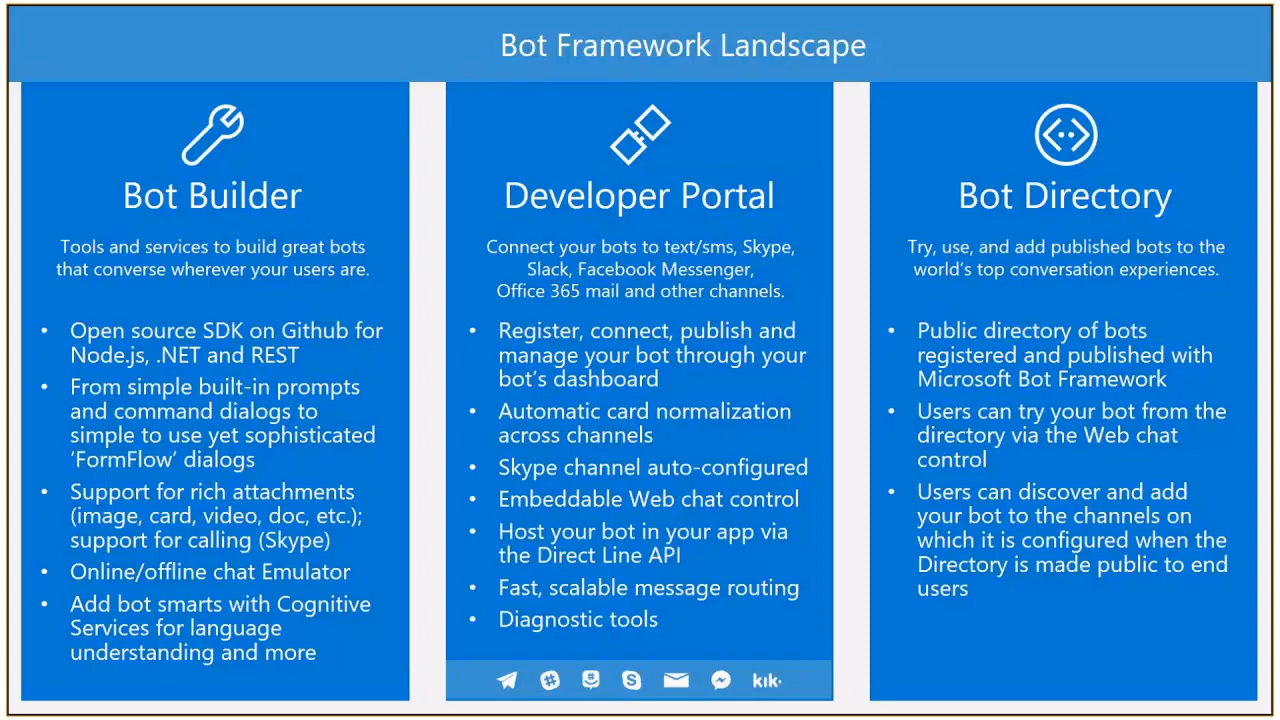 Bot Framework Landscape
Bot Builder
Tools and services to build great bots
that converse wherever your users are.
• Open source SDK on Github for
Node.js, .NET and REST
• From simple built-in prompts
and command dialogs to
simple to use yet sophisticated
‘FormFlow’ dialogs
• Support for rich attachments
(image, card, video, doc, etc.);
support for calling (Skype)
• Online/offline chat Emulator
• Add bot smarts with Cognitive
Services for language
understanding and more
Developer Portal
Connect your bots to text/sms, Skype,
Slack, Facebook Messenger,
Office 365 mail and other channels.
• Register, connect, publish and
manage your bot through your
bot’s dashboard
• Automatic card normalization
across channels
• Skype channel auto-configured
• Embeddable Web chat control
• Host your bot in your app via
the Direct Line API
• Fast, scalable message routing
• Diagnostic tools
kik·
Bot Directory
Try, use, and add published bots to the
world’s top conversation experiences.
• Public directory of bots
registered and published with
Microsoft Bot Framework
• Users can try your bot from the
directory via the Web chat
control
• Users can discover and add
your bot to the channels on
which it is configured when the
Directory is made public to end
users